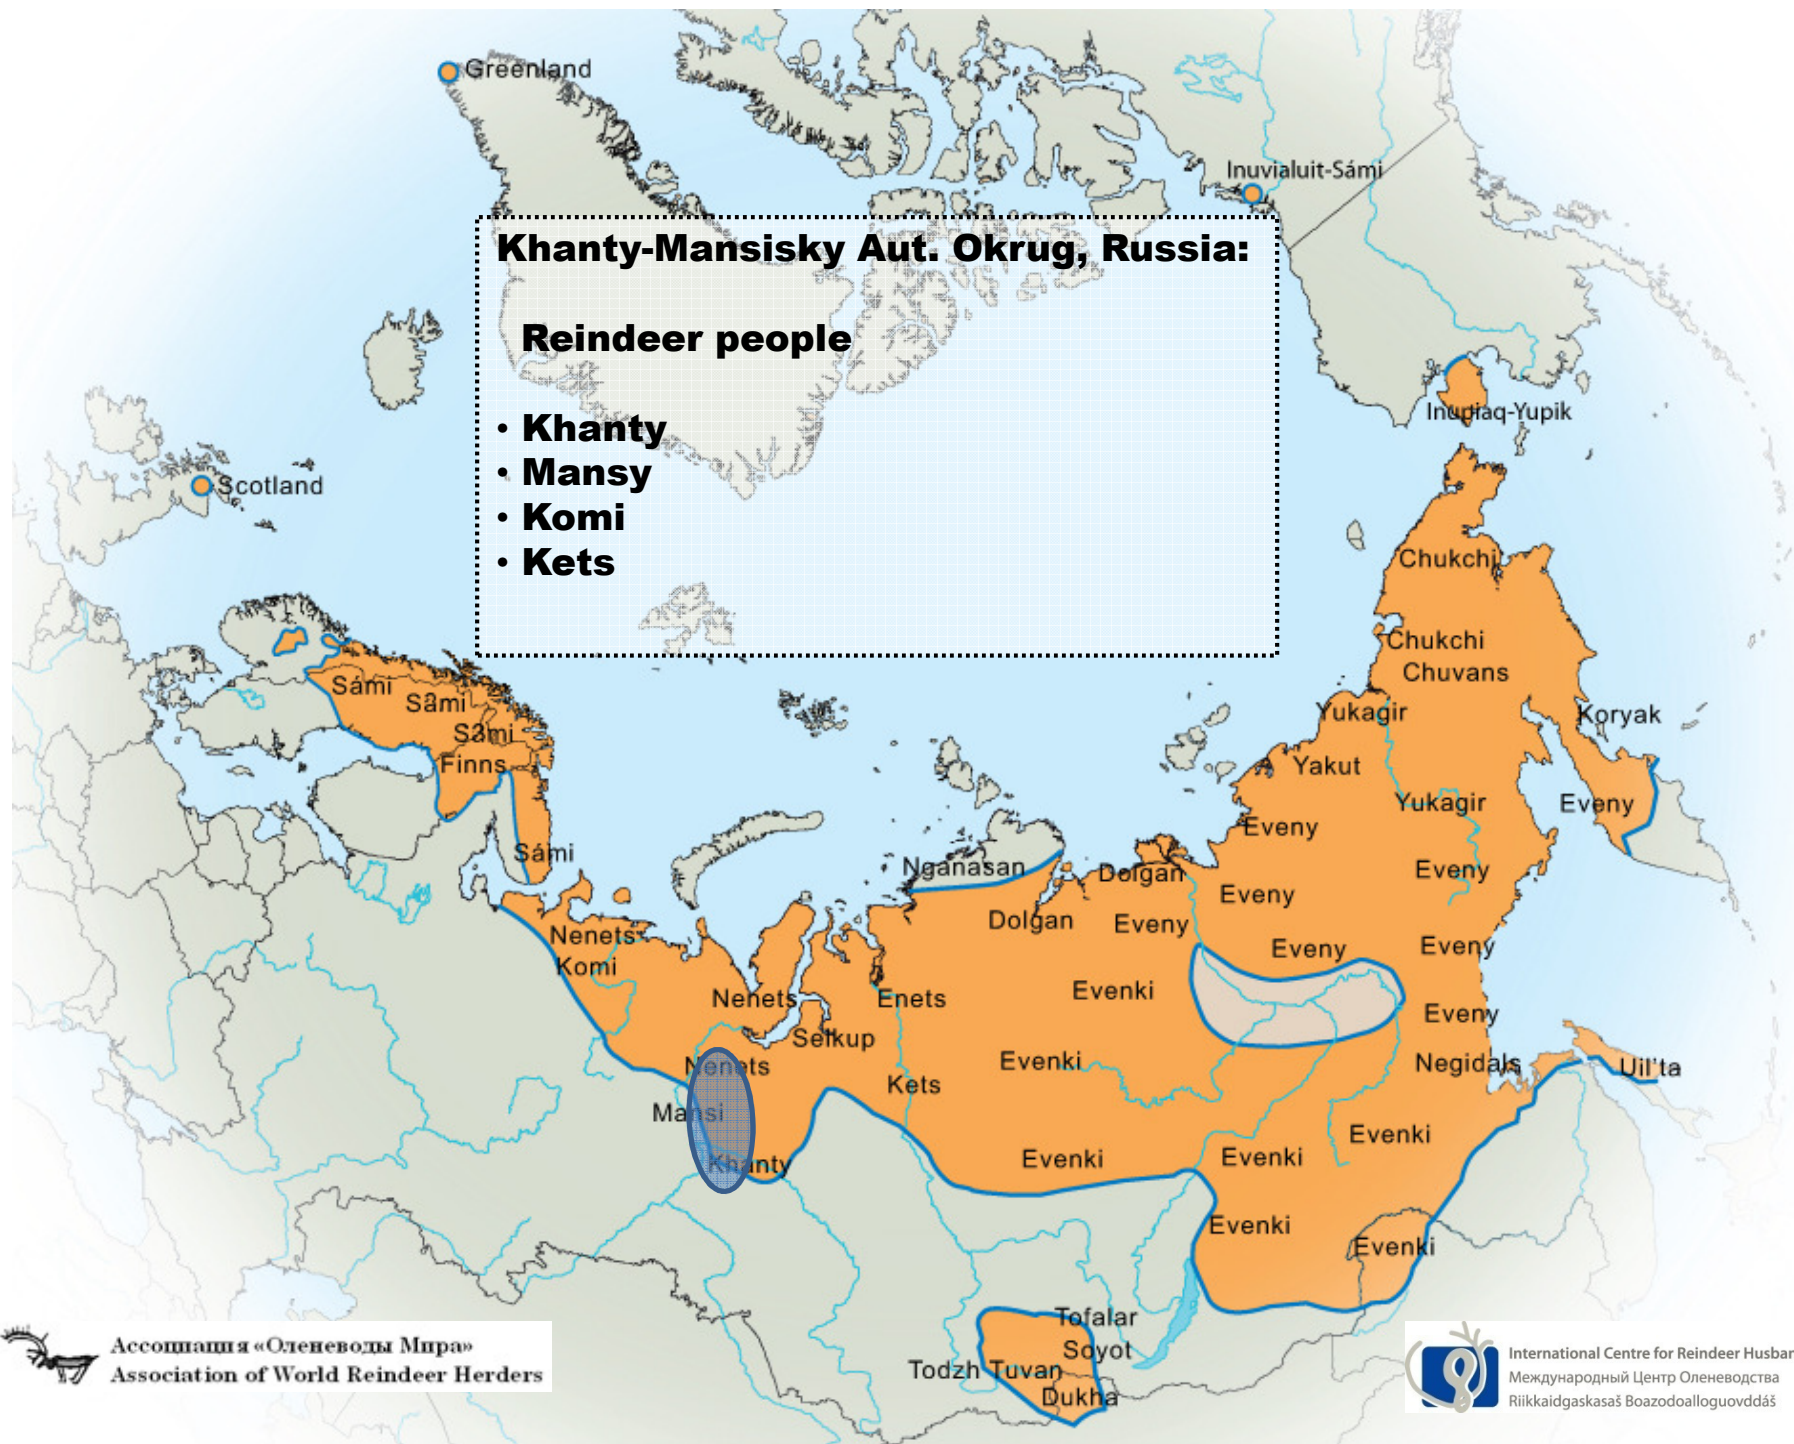 Greenland
Inuvialuit-Sámi
Khanty-Mansisky Aut. Okrug, Russia:
Reindeer people
• Khanty
• Mansy
• Komi
• Kets
Inupiaq-Yupik
Scotland
Chukchi
Chukchi
Chuvans
Sámi
Sámi
Sámi
Finns
Yukagir
Koryak
Yakut
Yukagir
Eveny
Eveny
Sámi
Nganasan
Dolgan
Eveny
Eveny
Dolgan
Eveny
Nenets
Komi
Eveny
Eveny
Nenets
Enets
Evenki
Eveny
Selkup
Nenets
Evenki
Negidals
Uil'ta
Kets
Mansi
Khanty
Evenki
Evenki
Evenki
Evenki
Evenki
Tofalar
Soyot
Todzh Tuvan
Dukha
Ассоциация «Оленеводы Мира»
Association of World Reindeer Herders
International Centre for Reindeer Husban
Международный Центр Оленеводства
Riikkaidgaskasaš Boazodoalloguovddáš